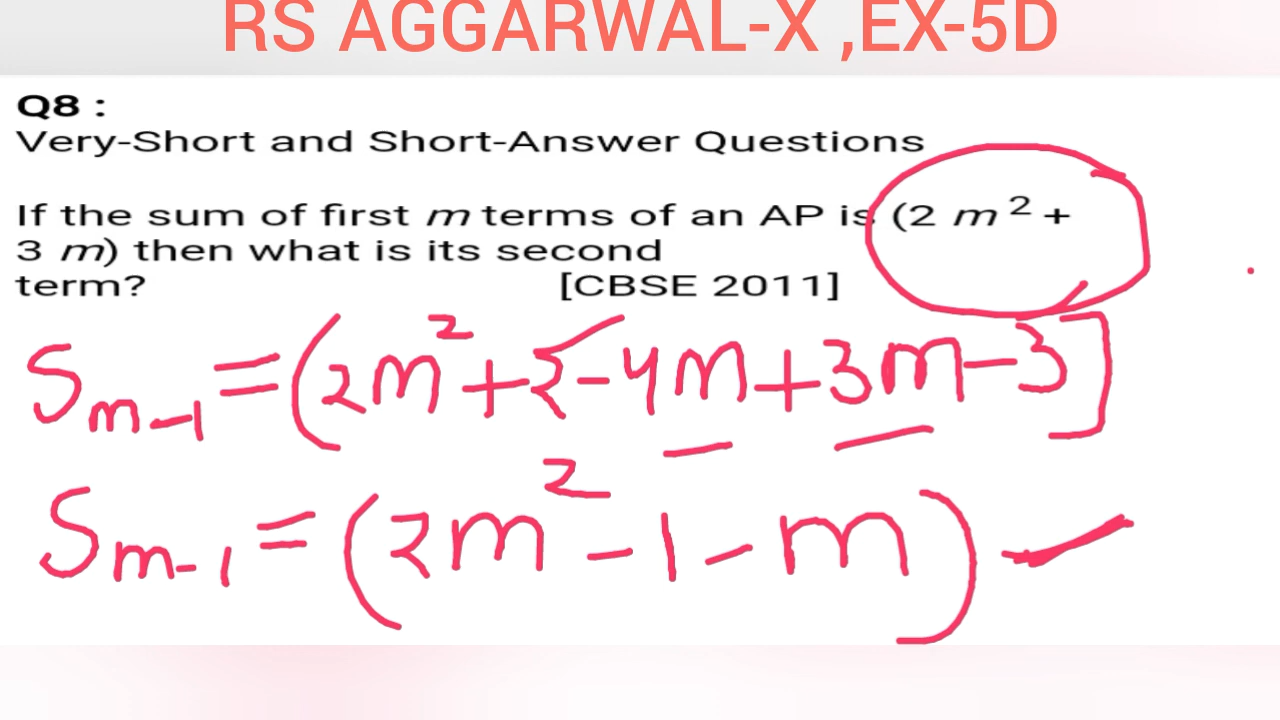 RS AGGARWAL-X ,EX-5D
Q8 :
Very-Short and Short-Answer Questions
If the sum of first m terms of an AP is (2 m² +
3 m) then what is its second
term? [CBSE 2011]
Sₘ₋₁ = (2m² + 2 - 4m + 3m - 3]
Sₘ₋₁ = (2m² - 1 - m)